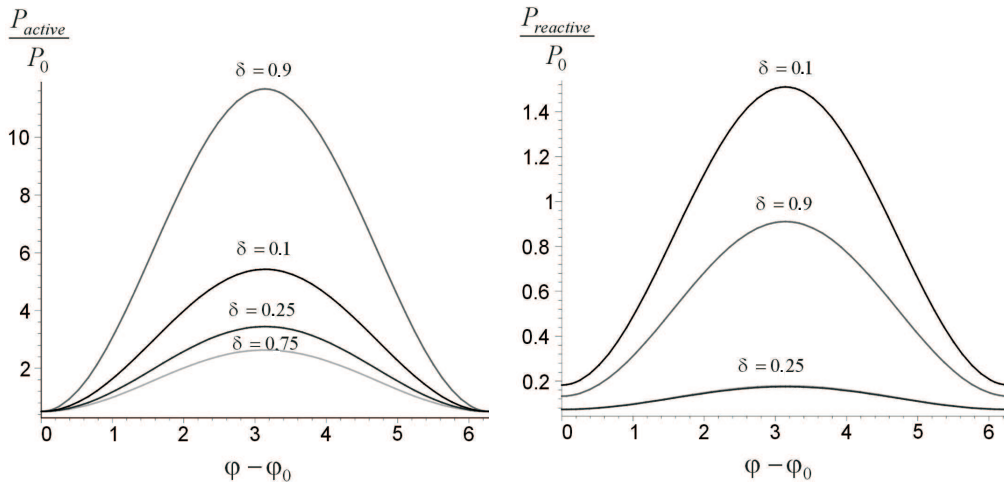 P_active
P_0
δ = 0.9
10
8
6
4
2
δ = 0.1
δ = 0.25
δ = 0.75
0 1 2 3 4 5 6
φ − φ_0
P_reactive
P_0
δ = 0.1
1.4
1.2
1
0.8
0.6
0.4
0.2
δ = 0.9
δ = 0.25
0 1 2 3 4 5 6
φ − φ_0